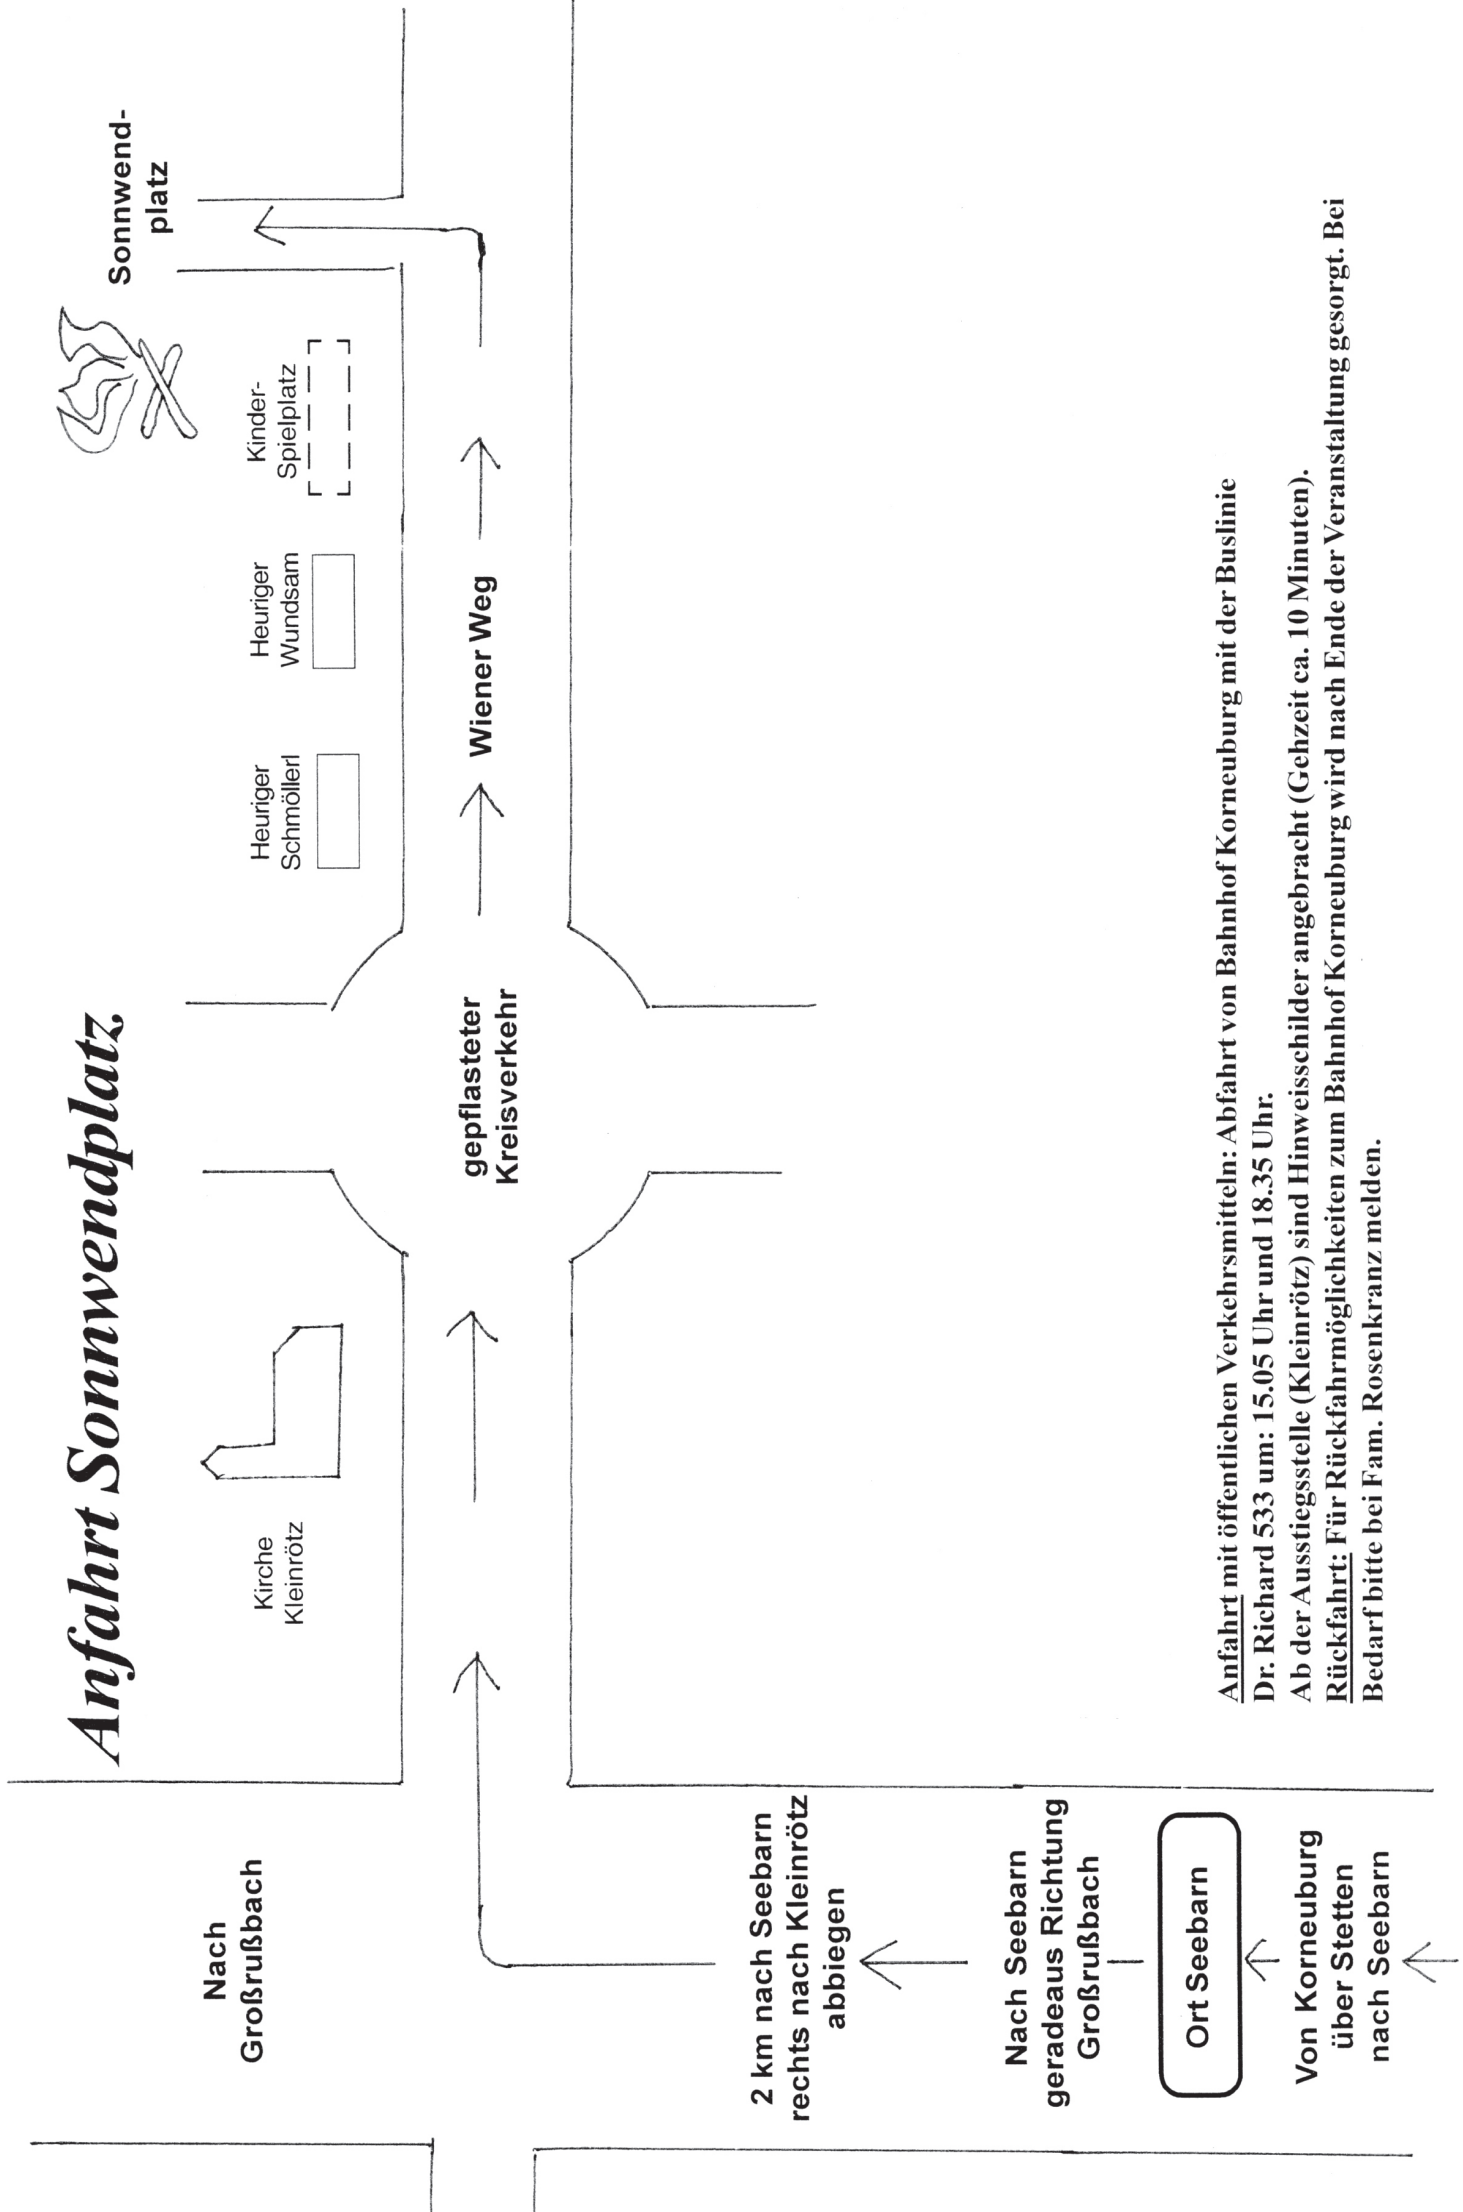 Anfahrt Sonnwendplatz
Nach
Großrußbach
Kirche
Kleinrötz
Heuriger
Schmöllerl
Heuriger
Wundsam
Kinder-
Spielplatz
Sonnwend-
platz
gepflasteter
Kreisverkehr
Wiener Weg
2 km nach Seebarn
rechts nach Kleinrötz
abbiegen
Nach Seebarn
geradeaus Richtung
Großrußbach
Ort Seebarn
Von Korneuburg
über Stetten
nach Seebarn
Anfahrt mit öffentlichen Verkehrsmitteln: Abfahrt von Bahnhof Korneuburg mit der Buslinie
Dr. Richard 533 um: 15.05 Uhr und 18.35 Uhr.
Ab der Ausstiegsstelle (Kleinrötz) sind Hinweisschilder angebracht (Gehzeit ca. 10 Minuten).
Rückfahrt: Für Rückfahrmöglichkeiten zum Bahnhof Korneuburg wird nach Ende der Veranstaltung gesorgt. Bei
Bedarf bitte bei Fam. Rosenkranz melden.